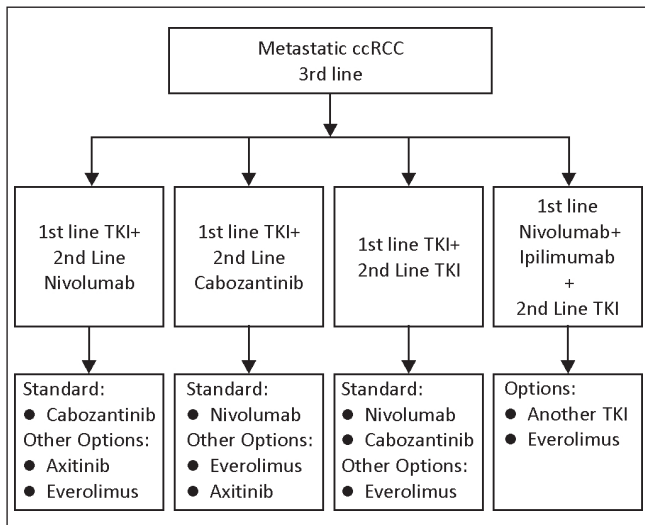 Metastatic ccRCC
3rd line
1st line TKI+
2nd Line
Nivolumab
1st line TKI+
2nd Line
Cabozantinib
1st line TKI+
2nd Line TKI
1st line
Nivolumab+
Ipilimumab
+
2nd Line TKI
Standard:
● Cabozantinib
Other Options:
● Axitinib
● Everolimus
Standard:
● Nivolumab
Other Options:
● Everolimus
● Axitinib
Standard:
● Nivolumab
● Cabozantinib
Other Options:
● Everolimus
Options:
● Another TKI
● Everolimus